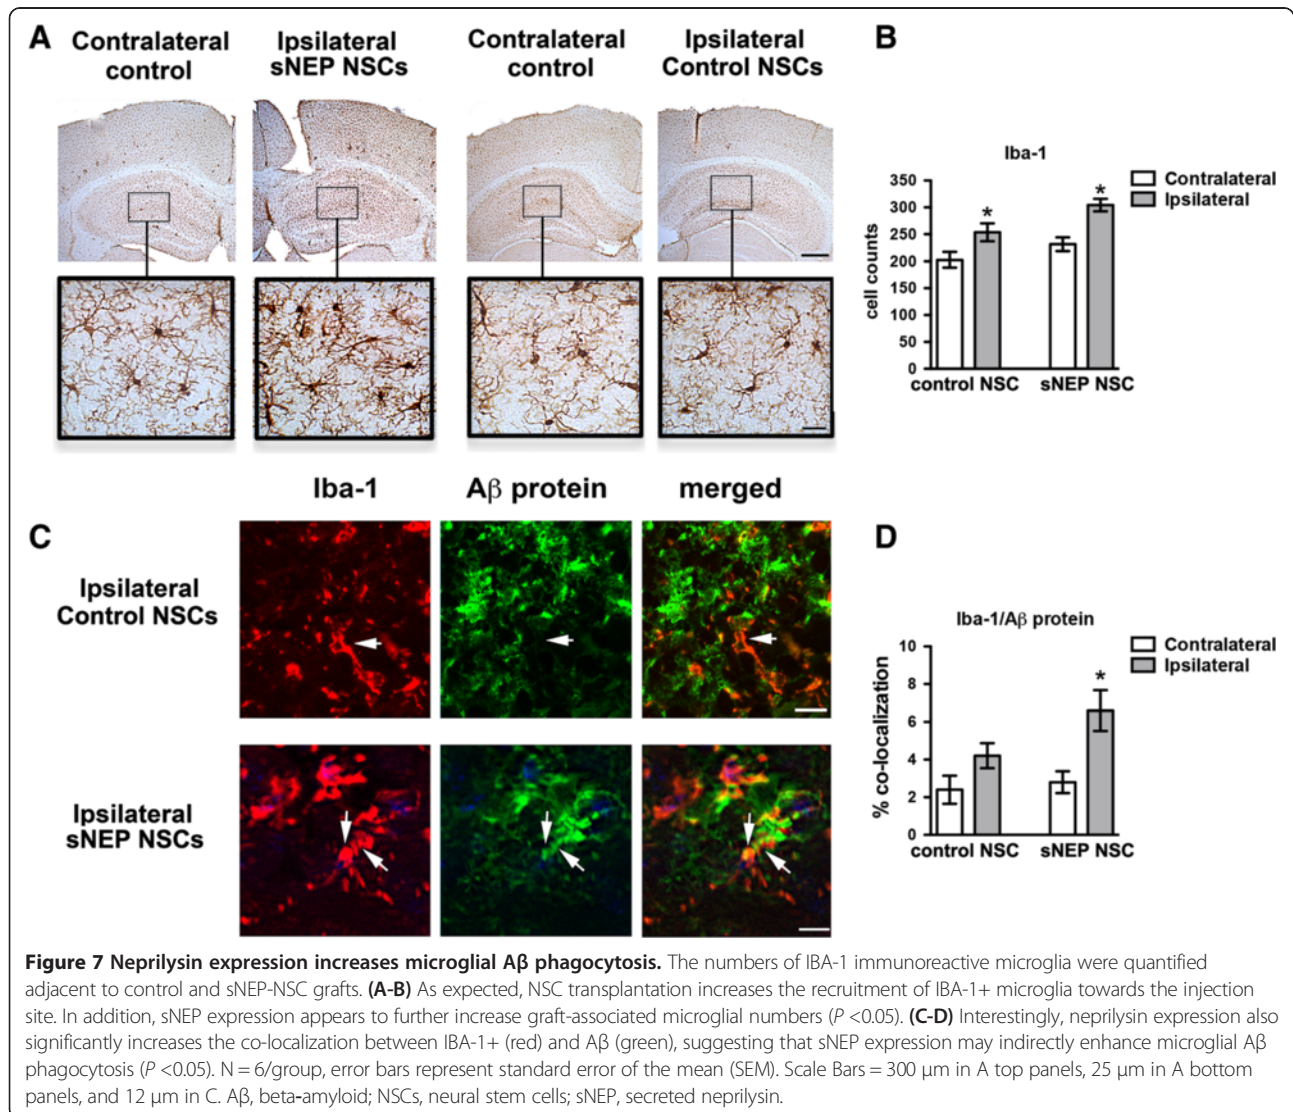 A
Contralateral control
Ipsilateral sNEP NSCs
Contralateral control
Ipsilateral Control NSCs
B
Iba-1
Contralateral
Ipsilateral
cell counts
350
300
250
200
150
100
50
0
*
*
control NSC
sNEP NSC
Iba-1
Aβ protein
merged
C
Ipsilateral Control NSCs
Ipsilateral sNEP NSCs
D
Iba-1/Aβ protein
Contralateral
Ipsilateral
% co-localization
10
8
6
4
2
0
*
control NSC
sNEP NSC
Figure 7 Neprilysin expression increases microglial Aβ phagocytosis. The numbers of IBA-1 immunoreactive microglia were quantified
adjacent to control and sNEP-NSC grafts. (A-B) As expected, NSC transplantation increases the recruitment of IBA-1+ microglia towards the injection
site. In addition, sNEP expression appears to further increase graft-associated microglial numbers (P <0.05). (C-D) Interestingly, neprilysin expression also
significantly increases the co-localization between IBA-1+ (red) and Aβ (green), suggesting that sNEP expression may indirectly enhance microglial Aβ
phagocytosis (P <0.05). N = 6/group, error bars represent standard error of the mean (SEM). Scale Bars = 300 μm in A top panels, 25 μm in A bottom
panels, and 12 μm in C. Aβ, beta-amyloid; NSCs, neural stem cells; sNEP, secreted neprilysin.